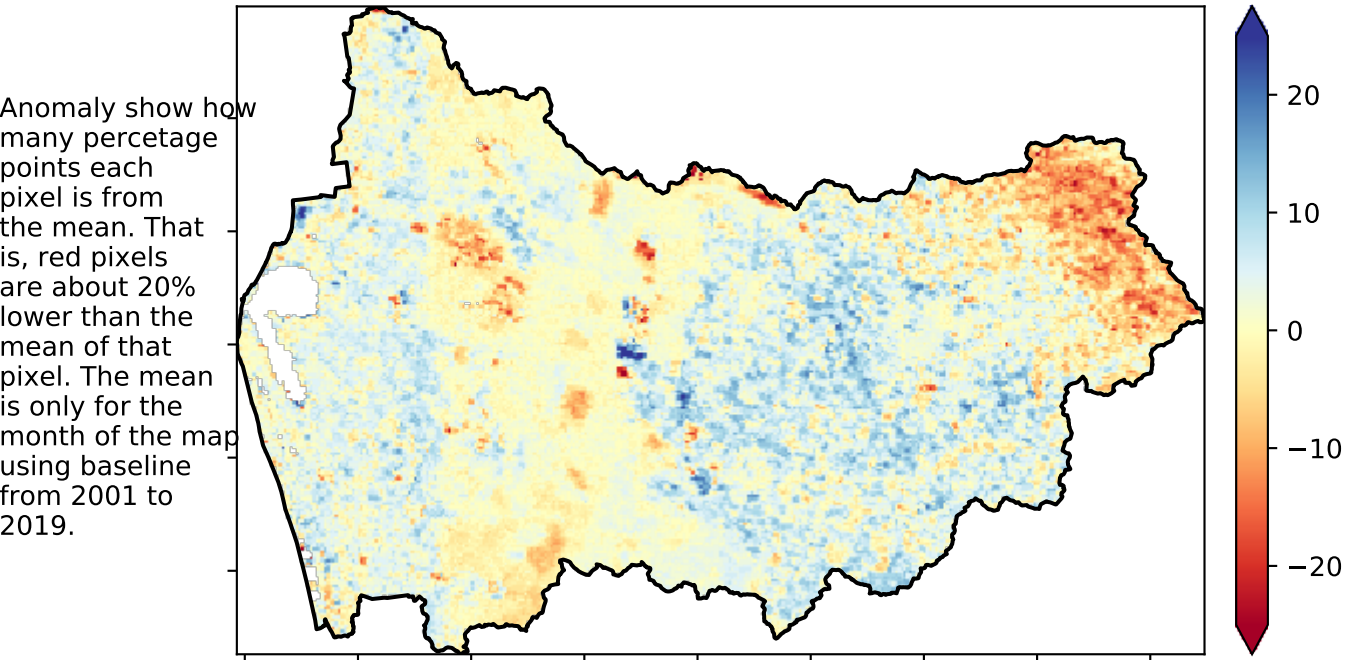 Anomaly show how
many percetage
points each
pixel is from
the mean. That
is, red pixels
are about 20%
lower than the
mean of that
pixel. The mean
is only for the
month of the map
using baseline
from 2001 to
2019.
20
10
0
−10
−20